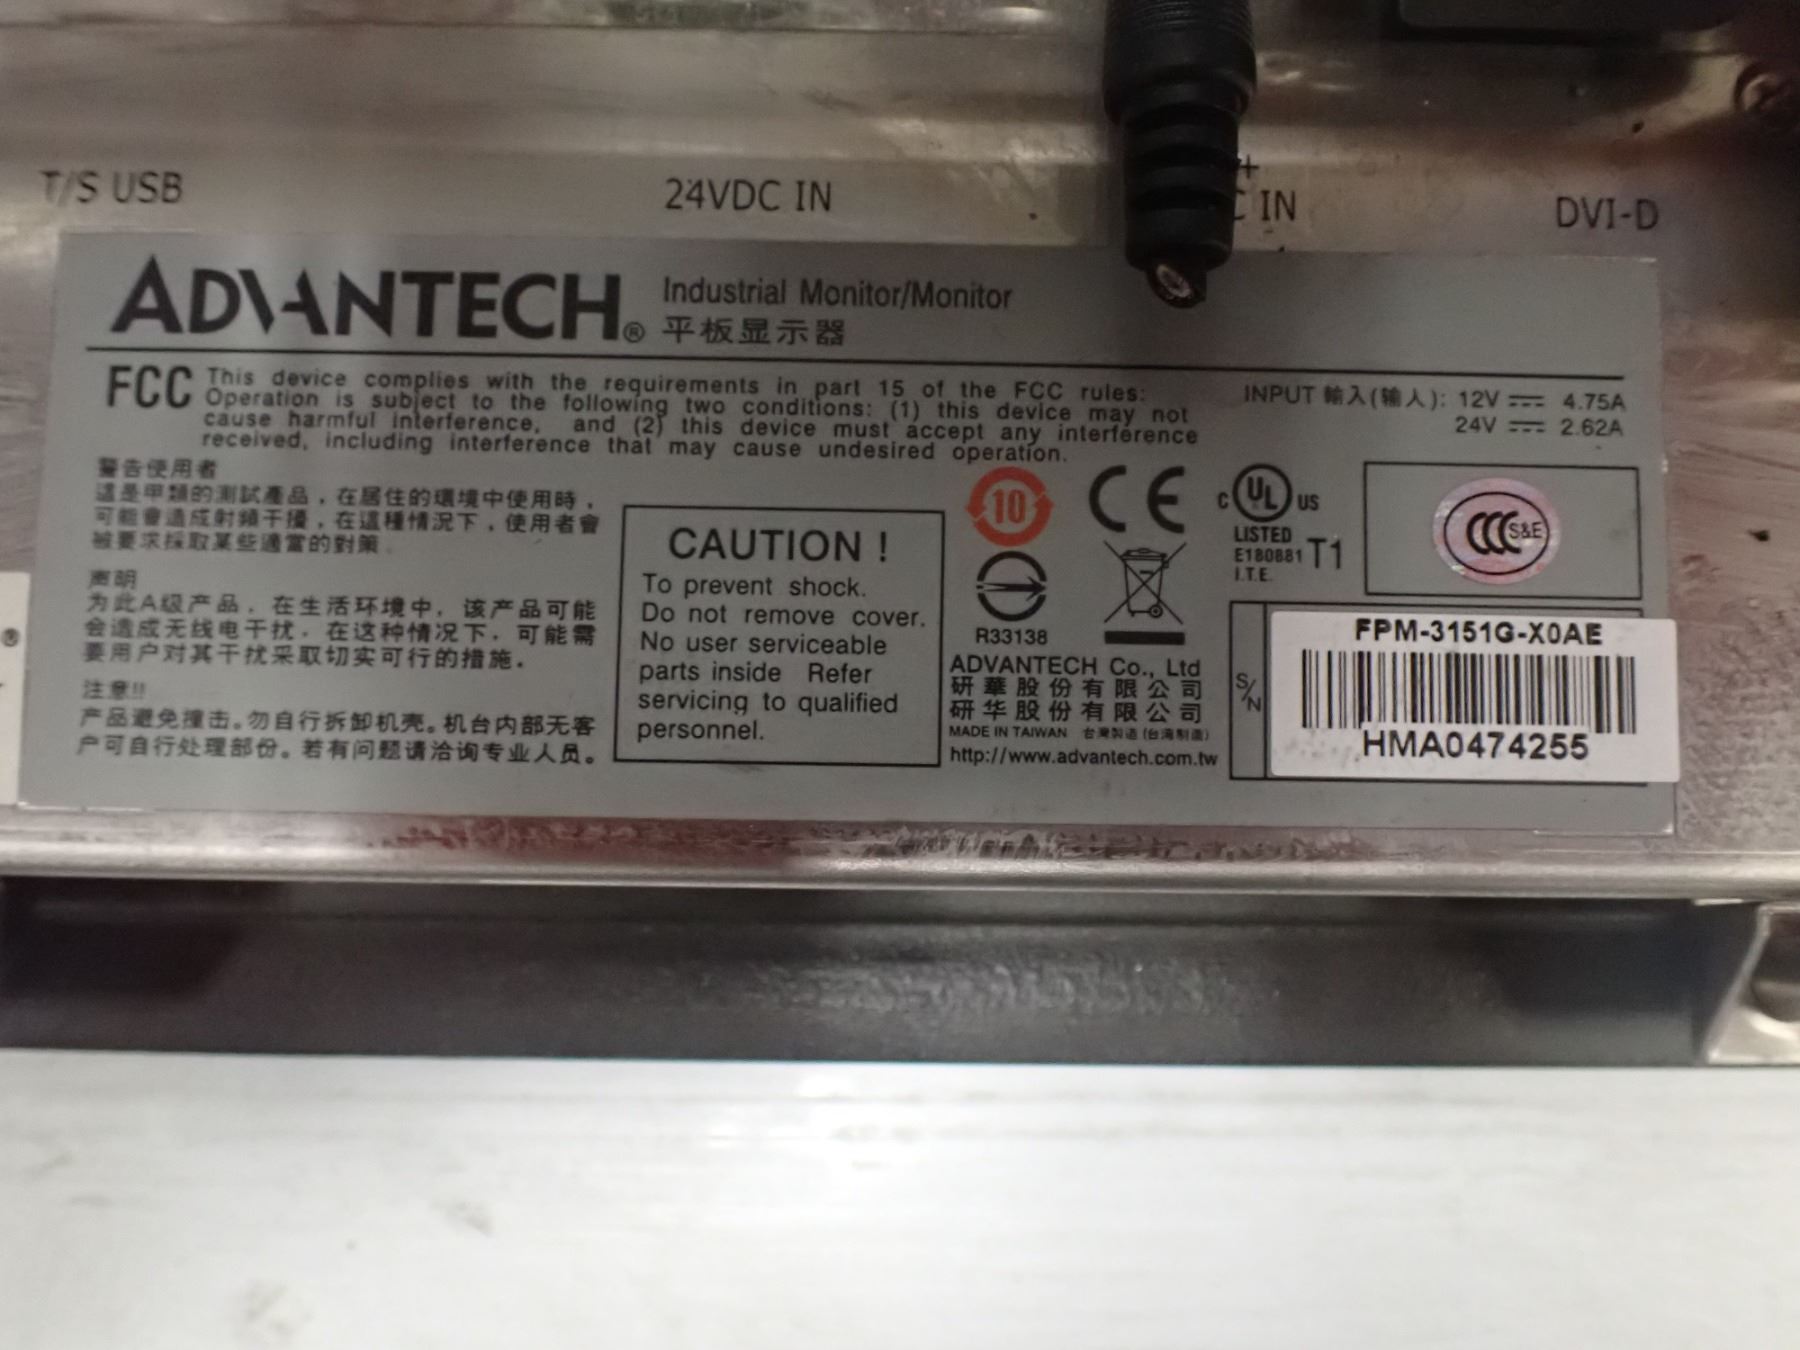 T/S USB
24VDC IN
C IN
DVI-D
ADVANTECH®
Industrial Monitor/Monitor
平板显示器
FCC This device complies with the requirements in part 15 of the FCC rules:
Operation is subject to the following two conditions: (1) this device may not
cause harmful interference, and (2) this device must accept any interference
received, including interference that may cause undesired operation.
INPUT 輸入(输入): 12V ⎓ 4.75A
24V ⎓ 2.62A
警告使用者
這是甲類的測試產品，在居住的環境中使用時，
可能會造成射頻干擾，在這種情況下，使用者會
被要求採取某些適當的對策
声明
为此A级产品，在生活环境中，该产品可能
会造成无线电干扰，在这种情况下，可能需
要用户对其干扰采取切实可行的措施。
注意!!
产品避免撞击。勿自行拆卸机壳。机台内部无客
户可自行处理部份。若有问题请洽询专业人员。
CAUTION !
To prevent shock.
Do not remove cover.
No user serviceable
parts inside Refer
servicing to qualified
personnel.
10
R33138
CE
C UL US
LISTED
E180881 T1
I.T.E.
CCC S&E
ADVANTECH Co., Ltd
研華股份有限公司
研华股份有限公司
MADE IN TAIWAN 台灣製造 (台湾制造)
http://www.advantech.com.tw
S/N
FPM-3151G-X0AE
HMA0474255